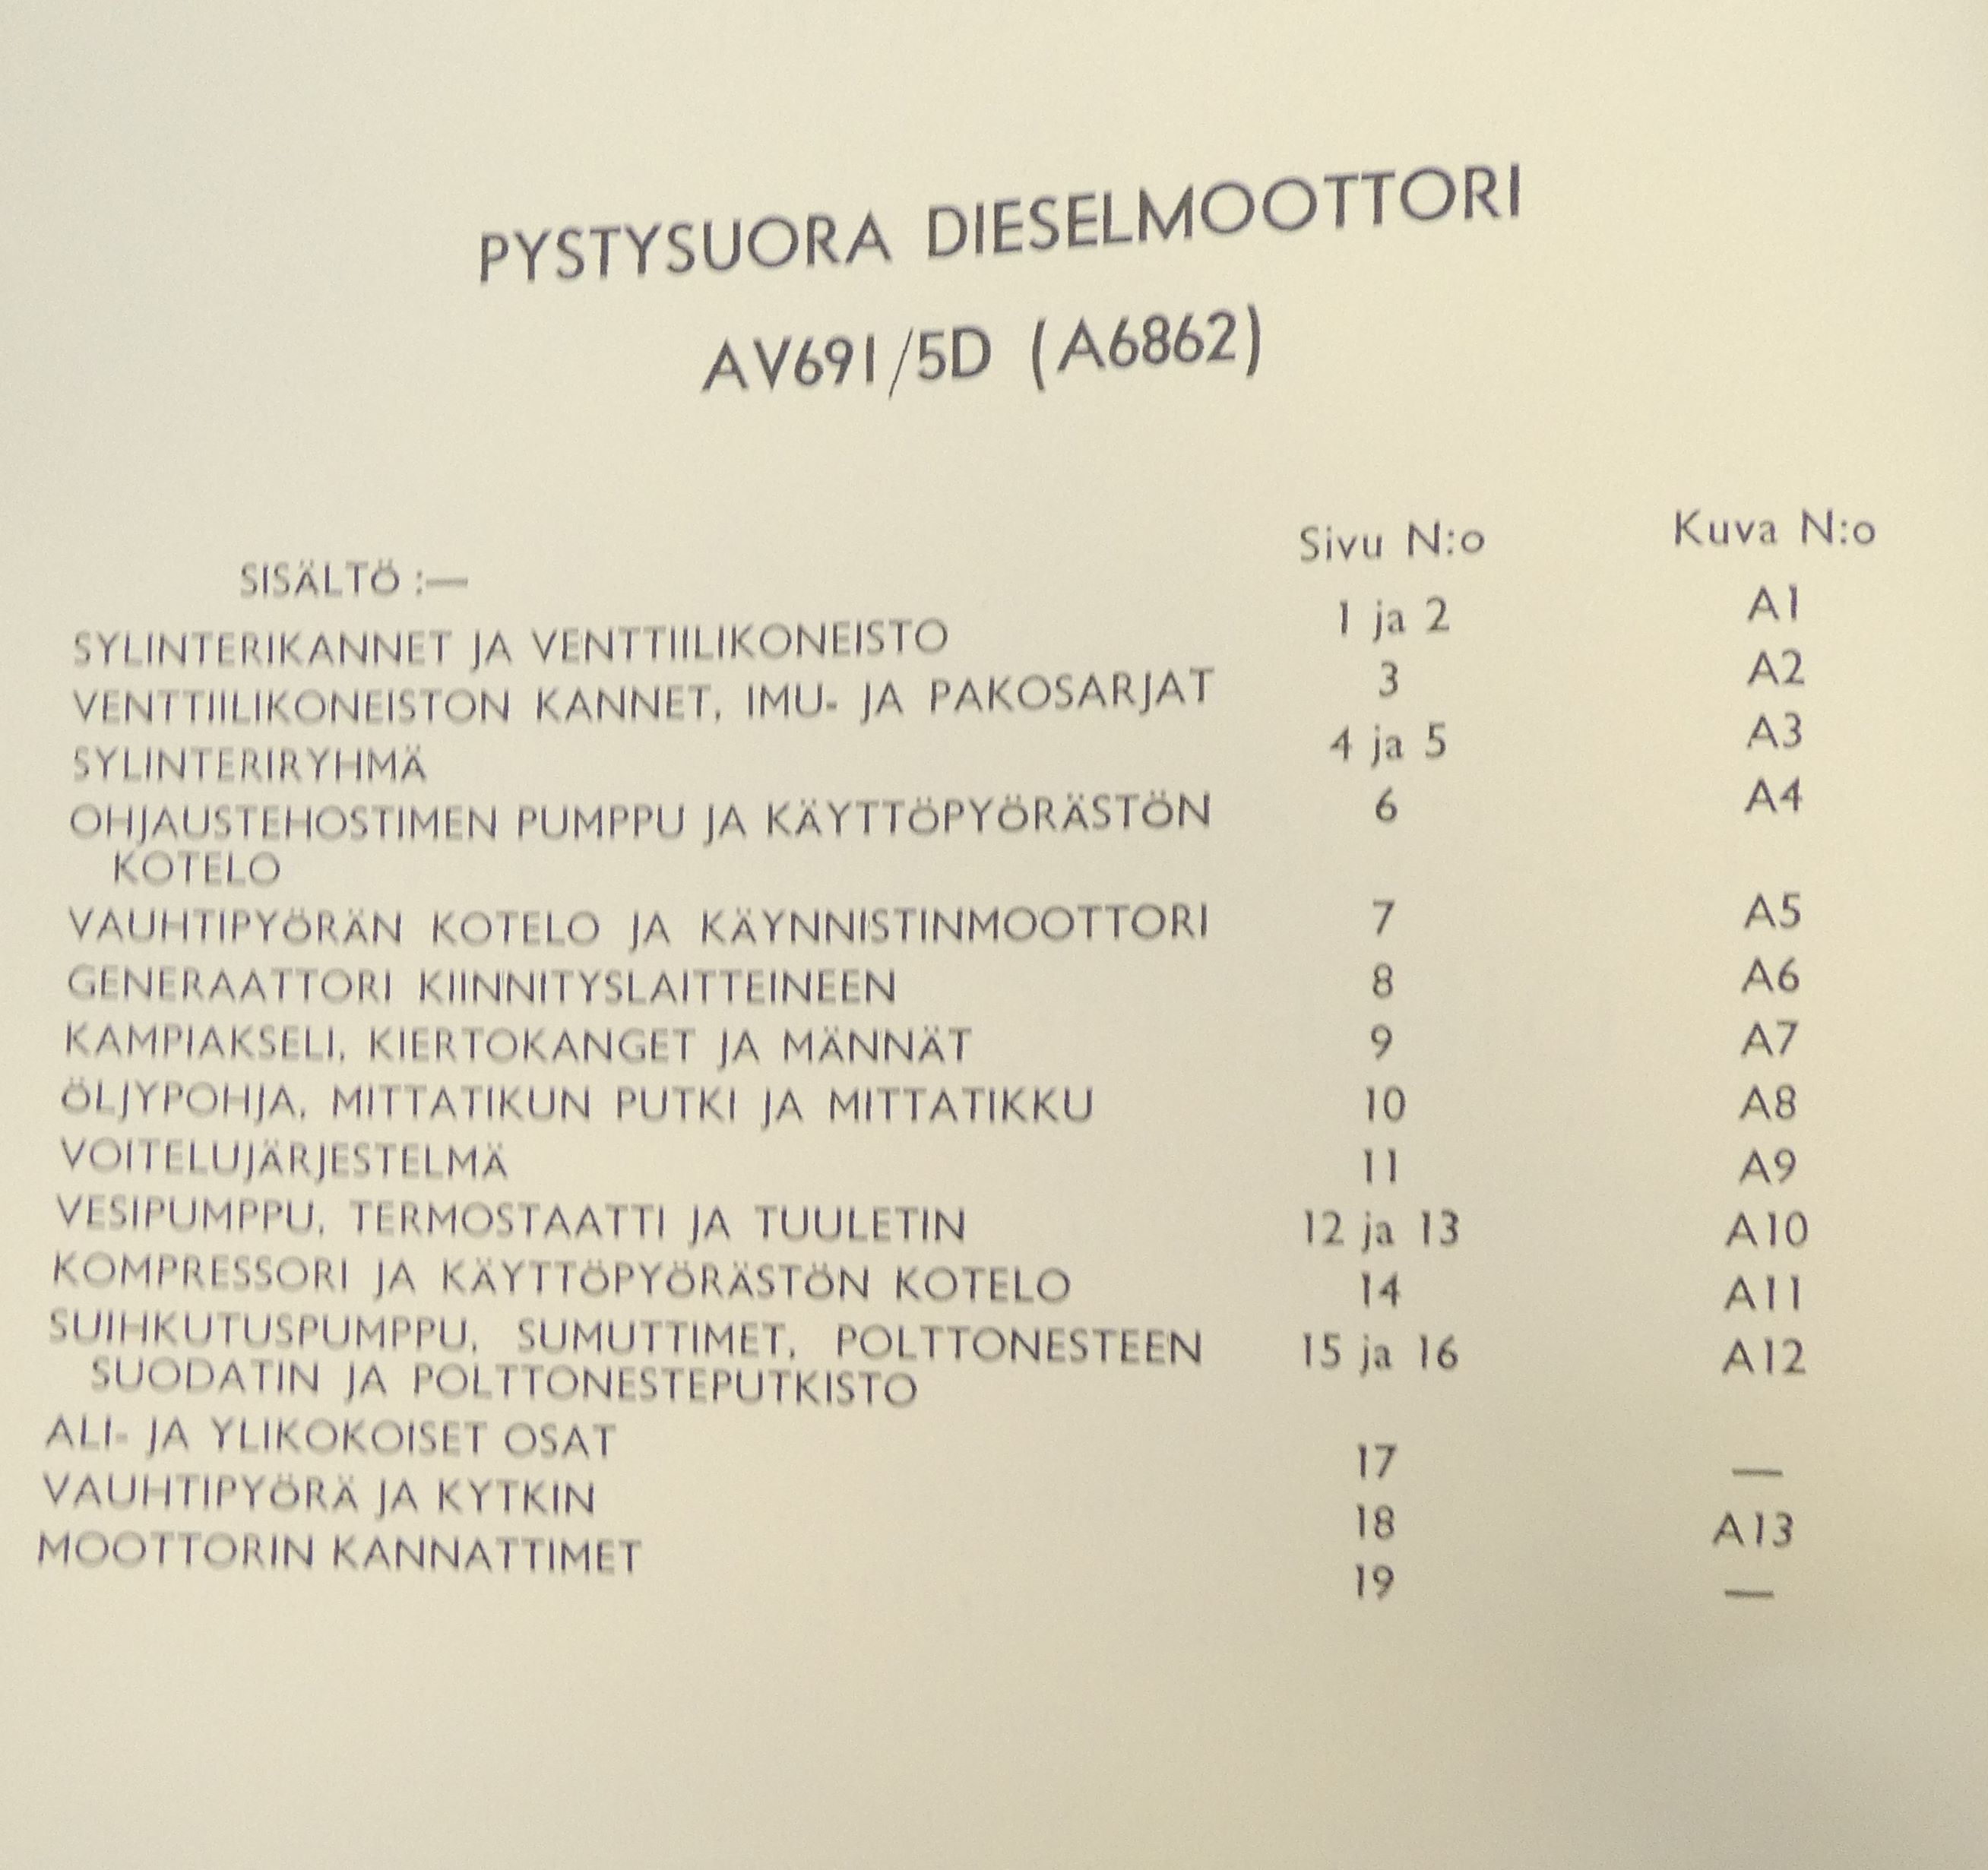 PYSTYSUORA DIESELMOOTTORI
AV691/5D (A6862)
SISÄLTÖ :— Sivu N:o Kuva N:o
SYLINTERIKANNET JA VENTTIILIKONEISTO 1 ja 2 A1
VENTTIILIKONEISTON KANNET, IMU- JA PAKOSARJAT 3 A2
SYLINTERIRYHMÄ 4 ja 5 A3
OHJAUSTEHOSTIMEN PUMPPU JA KÄYTTÖPYÖRÄSTÖN 6 A4
KOTELO
VAUHTIPYÖRÄN KOTELO JA KÄYNNISTINMOOTTORI 7 A5
GENERAATTORI KIINNITYSLAITTEINEEN 8 A6
KAMPIAKSELI, KIERTOKANGET JA MÄNNÄT 9 A7
ÖLJYPOHJA, MITTATIKUN PUTKI JA MITTATIKKU 10 A8
VOITELUJÄRJESTELMÄ 11 A9
VESIPUMPPU, TERMOSTAATTI JA TUULETIN 12 ja 13 A10
KOMPRESSORI JA KÄYTTÖPYÖRÄSTÖN KOTELO 14 A11
SUIHKUTUSPUMPPU, SUMUTTIMET, POLTTONESTEEN 15 ja 16 A12
SUODATIN JA POLTTONESTEPUTKISTO
ALI- JA YLIKOKOISET OSAT 17 —
VAUHTIPYÖRÄ JA KYTKIN 18 A13
MOOTTORIN KANNATTIMET 19 —